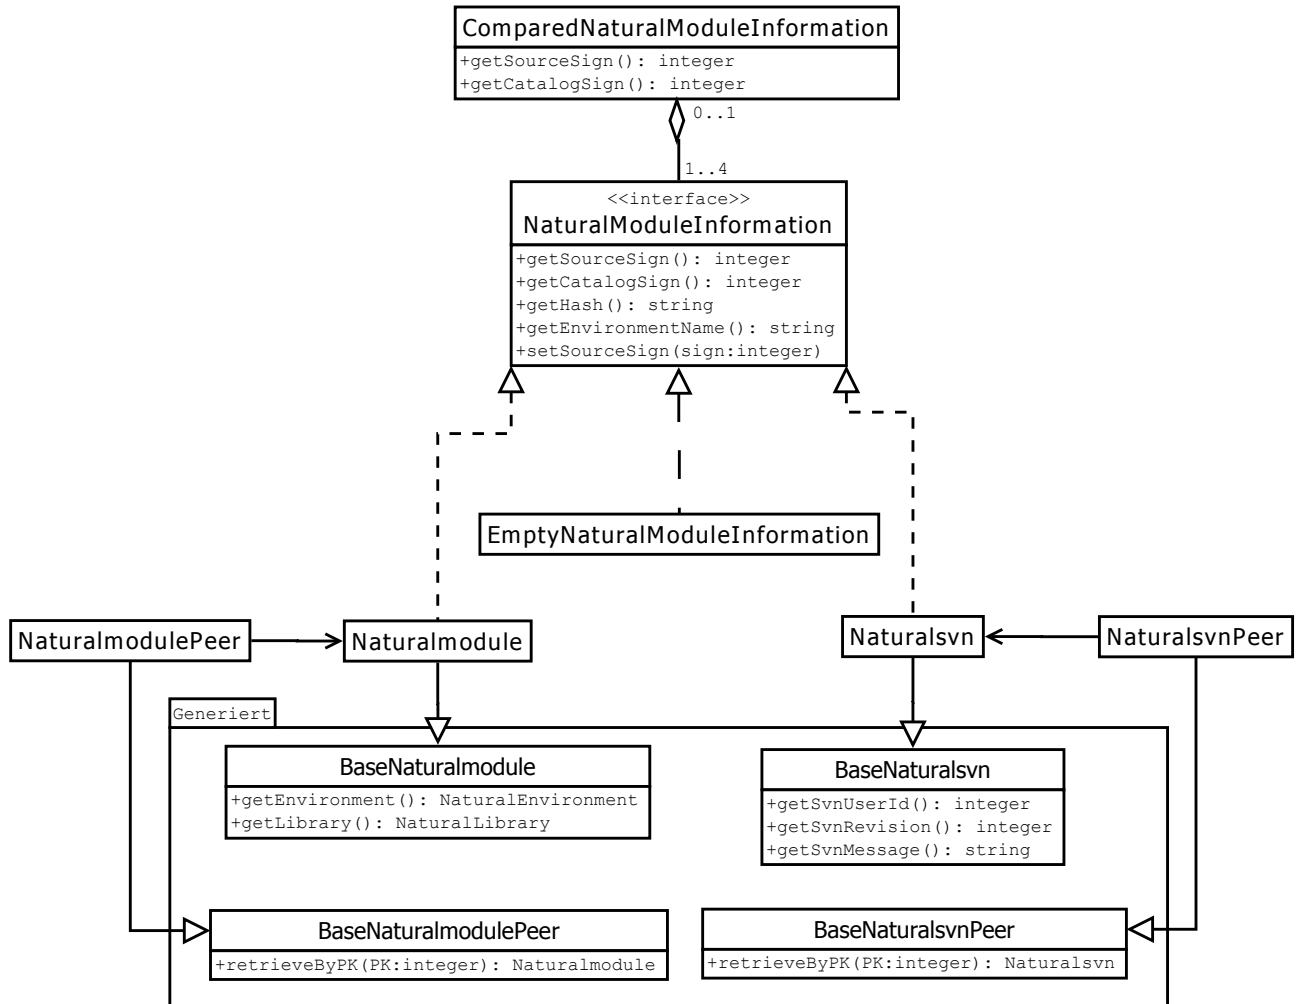 ComparedNaturalModuleInformation
+getSourceSign(): integer
+getCatalogSign(): integer
0..1
1..4
<<interface>>
NaturalModuleInformation
+getSourceSign(): integer
+getCatalogSign(): integer
+getHash(): string
+getEnvironmentName(): string
+setSourceSign(sign:integer)
EmptyNaturalModuleInformation
NaturalmodulePeer
Naturalmodule
Naturalsvn
NaturalsvnPeer
Generiert
BaseNaturalmodule
+getEnvironment(): NaturalEnvironment
+getLibrary(): NaturalLibrary
BaseNaturalsvn
+getSvnUserId(): integer
+getSvnRevision(): integer
+getSvnMessage(): string
BaseNaturalmodulePeer
+retrieveByPK(PK:integer): Naturalmodule
BaseNaturalsvnPeer
+retrieveByPK(PK:integer): Naturalsvn